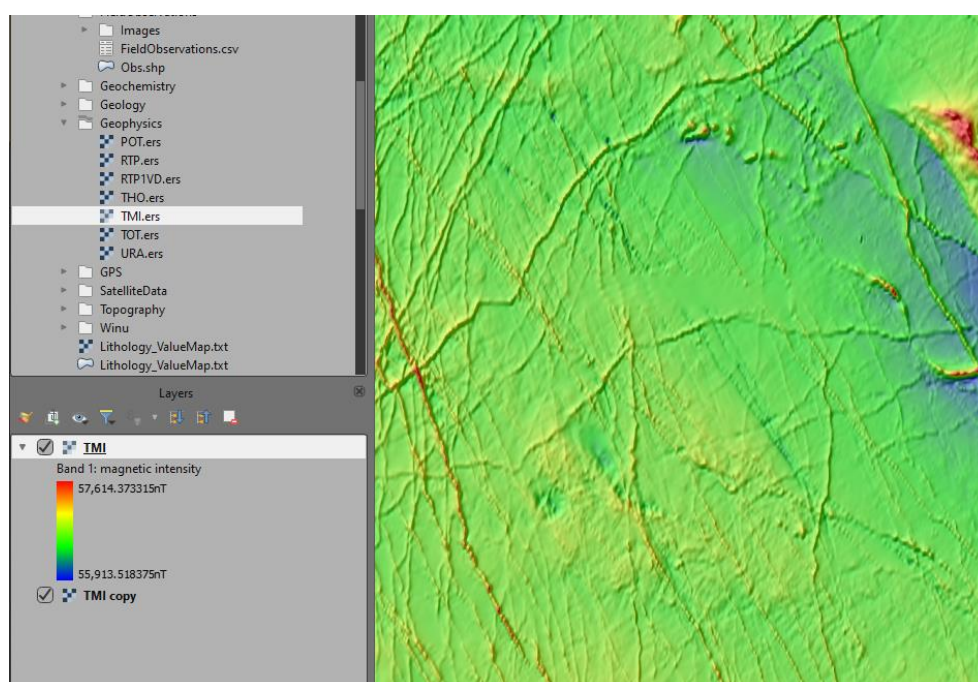 FieldObservations
Images
FieldObservations.csv
Obs.shp
Geochemistry
Geology
Geophysics
POT.ers
RTP.ers
RTP1VD.ers
THO.ers
TMI.ers
TOT.ers
URA.ers
GPS
SatelliteData
Topography
Winu
Lithology_ValueMap.txt
Lithology_ValueMap.txt
Layers
TMI
Band 1: magnetic intensity
57,614.373315nT
55,913.518375nT
TMI copy